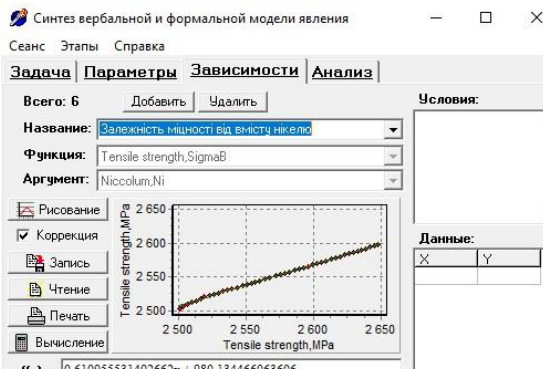 Синтез вербальной и формальной модели явления
Сеанс Этапы Справка
Задача Параметры Зависимости Анализ
Всего: 6 Добавить Удалить
Условия:
Название: Залежність міцності від вмісту нікелю
Функция: Tensile strength,SigmaB
Аргумент: Niccolum,Ni
Рисование
Коррекция
Запись
Чтение
Печать
Вычисление
Tensile strength,MPa
2 650
2 600
2 550
2 500
2 500 2 550 2 600 2 650
Tensile strength,MPa
Данные:
X Y